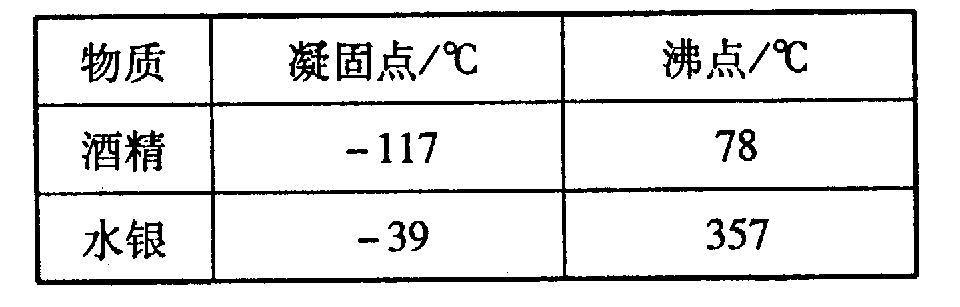 物质 凝固点/℃ 沸点/℃
酒精 -117 78
水银 -39 357